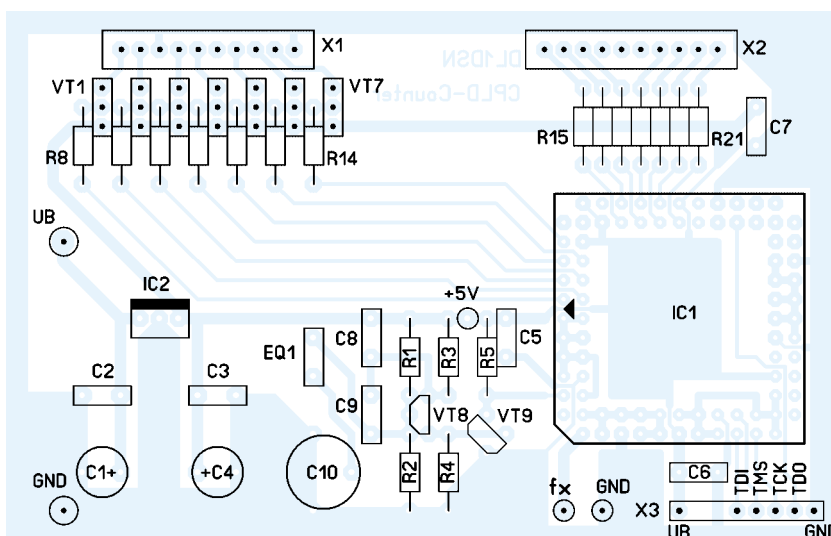 X1
X2
DL1DSN
CPLD-Counter
VT1
VT7
R8
R14
R15
R21
C7
UB
IC2
+5V
IC1
EQ1
C8
R1
R3
R5
C5
C2
C3
C9
VT8
VT9
C1+
+C4
C10
R2
R4
GND
fx
GND
C6
TDI
TMS
TCK
TDO
X3
UB
GND